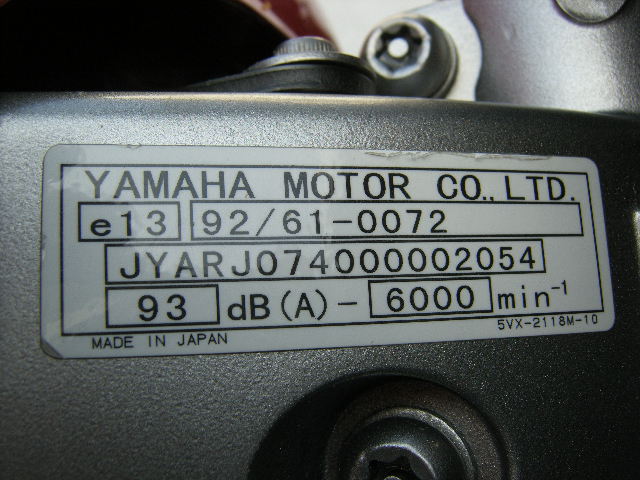 YAMAHA MOTOR CO., LTD.
e13 92/61-0072
JYARJ074000002054
93 dB(A) - 6000 min-1
MADE IN JAPAN 5VX-2118M-10